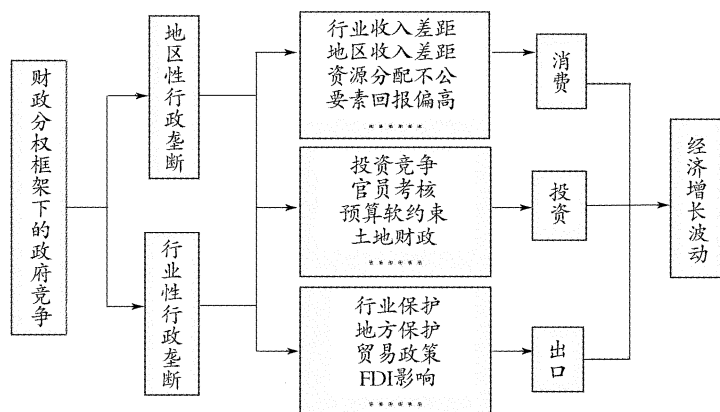 财政分权框架下的政府竞争
地区性行政垄断
行业性行政垄断
行业收入差距
地区收入差距
资源分配不公
要素回报偏高
……
投资竞争
官员考核
预算软约束
土地财政
……
行业保护
地方保护
贸易政策
FDI影响
……
消费
投资
出口
经济增长波动